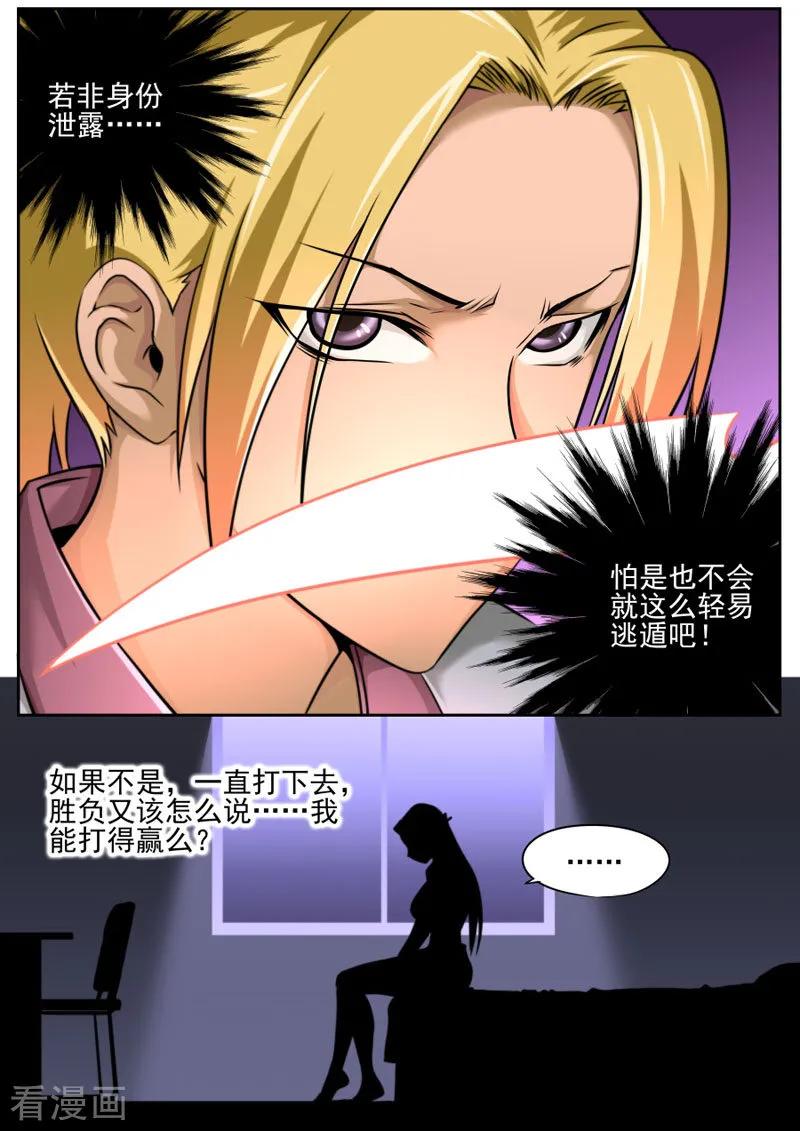 若非身份
泄露……
怕是也不会
就这么轻易
逃遁吧！
如果不是，一直打下去，
胜负又该怎么说……我
能打得赢么？
……
看漫画